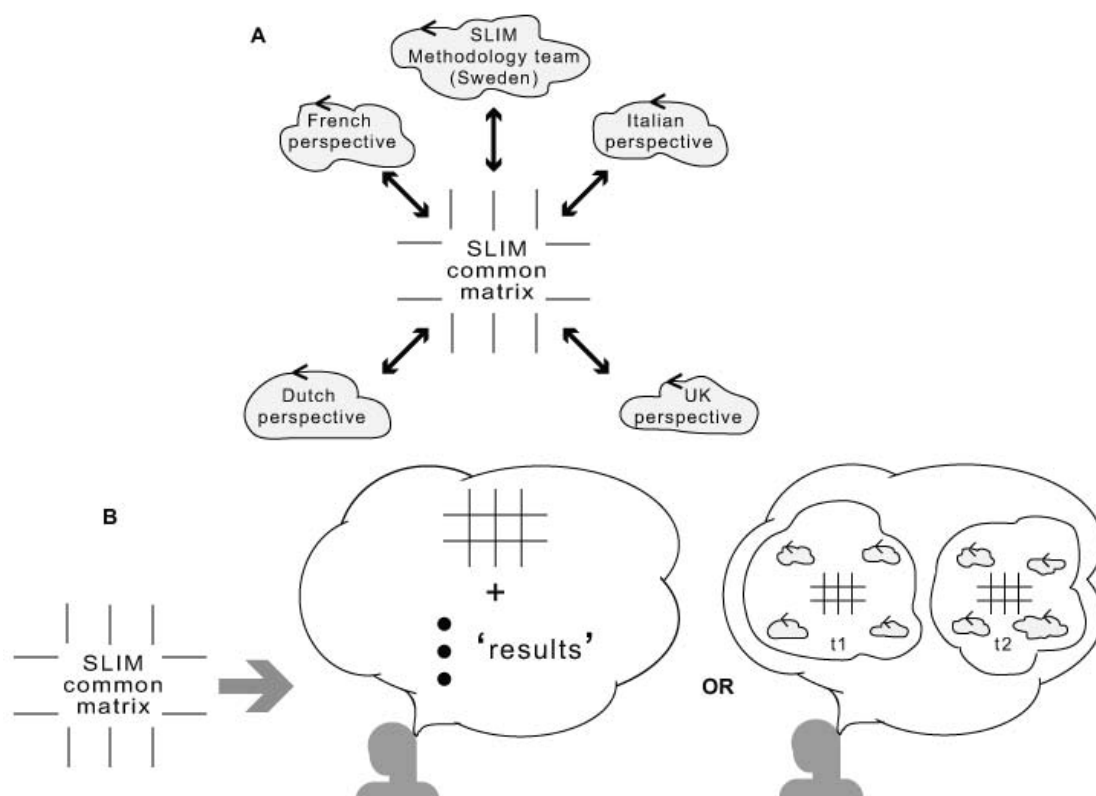 A
SLIM
Methodology team
(Sweden)
French
perspective
Italian
perspective
SLIM
common
matrix
Dutch
perspective
UK
perspective
B
SLIM
common
matrix
+
'results'
OR
t1
t2